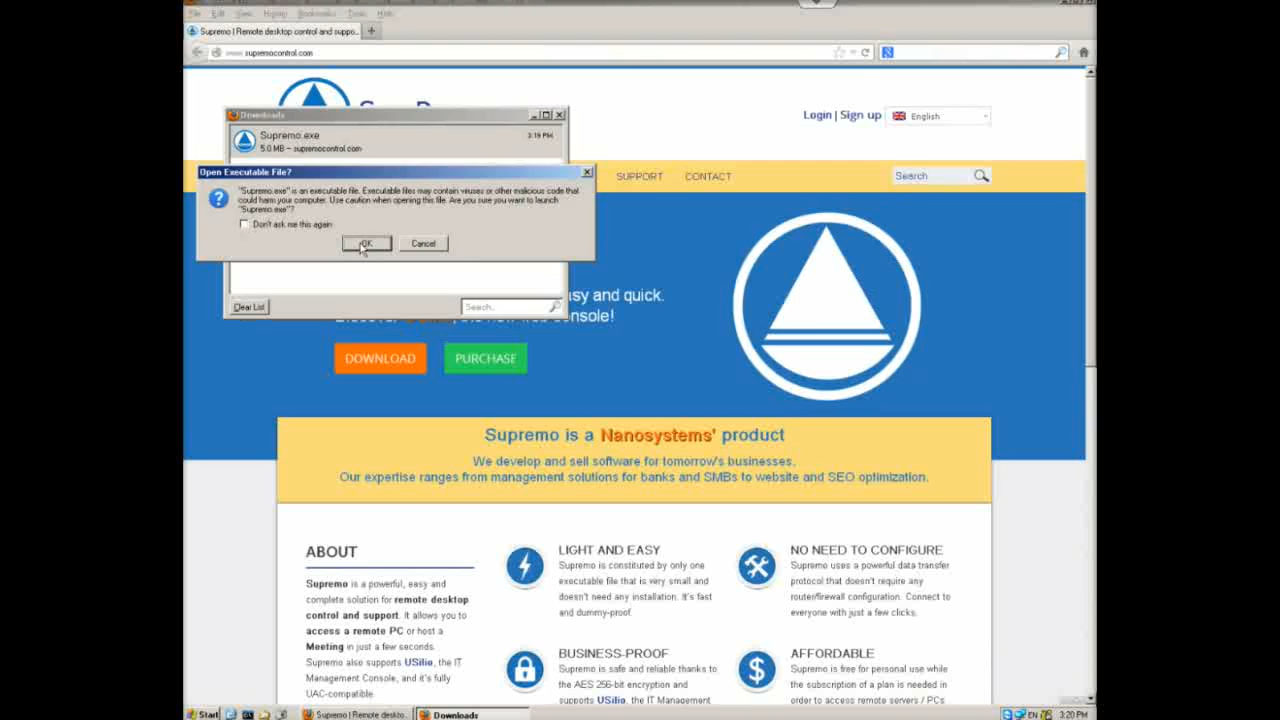 File Edit View History Bookmarks Tools Help
Supremo | Remote desktop control and suppo...
www.supremocontrol.com
Login | Sign up
English
Downloads
Supremo.exe
3:19 PM
5.0 MB — supremocontrol.com
SUPPORT
CONTACT
Search
Open Executable File?
"Supremo.exe" is an executable file. Executable files may contain viruses or other malicious code that
could harm your computer. Use caution when opening this file. Are you sure you want to launch
"Supremo.exe"?
Don't ask me this again
OK
Cancel
Clear List
Search...
asy and quick.
console!
DOWNLOAD
PURCHASE
Supremo is a Nanosystems' product
We develop and sell software for tomorrow's businesses.
Our expertise ranges from management solutions for banks and SMBs to website and SEO optimization.
ABOUT
Supremo is a powerful, easy and
complete solution for remote desktop
control and support. It allows you to
access a remote PC or host a
Meeting in just a few seconds.
Supremo also supports USilio, the IT
Management Console, and it's fully
UAC-compatible.
LIGHT AND EASY
Supremo is constituted by only one
executable file that is very small and
doesn't need any installation. It's fast
and dummy-proof.
NO NEED TO CONFIGURE
Supremo uses a powerful data transfer
protocol that doesn't require any
router/firewall configuration. Connect to
everyone with just a few clicks.
BUSINESS-PROOF
Supremo is safe and reliable thanks to
the AES 256-bit encryption and
supports USilio, the IT Management
AFFORDABLE
Supremo is free for personal use while
the subscription of a plan is needed in
order to access remote servers / PCs
Start
Supremo | Remote deskto...
Downloads
EN
3:20 PM